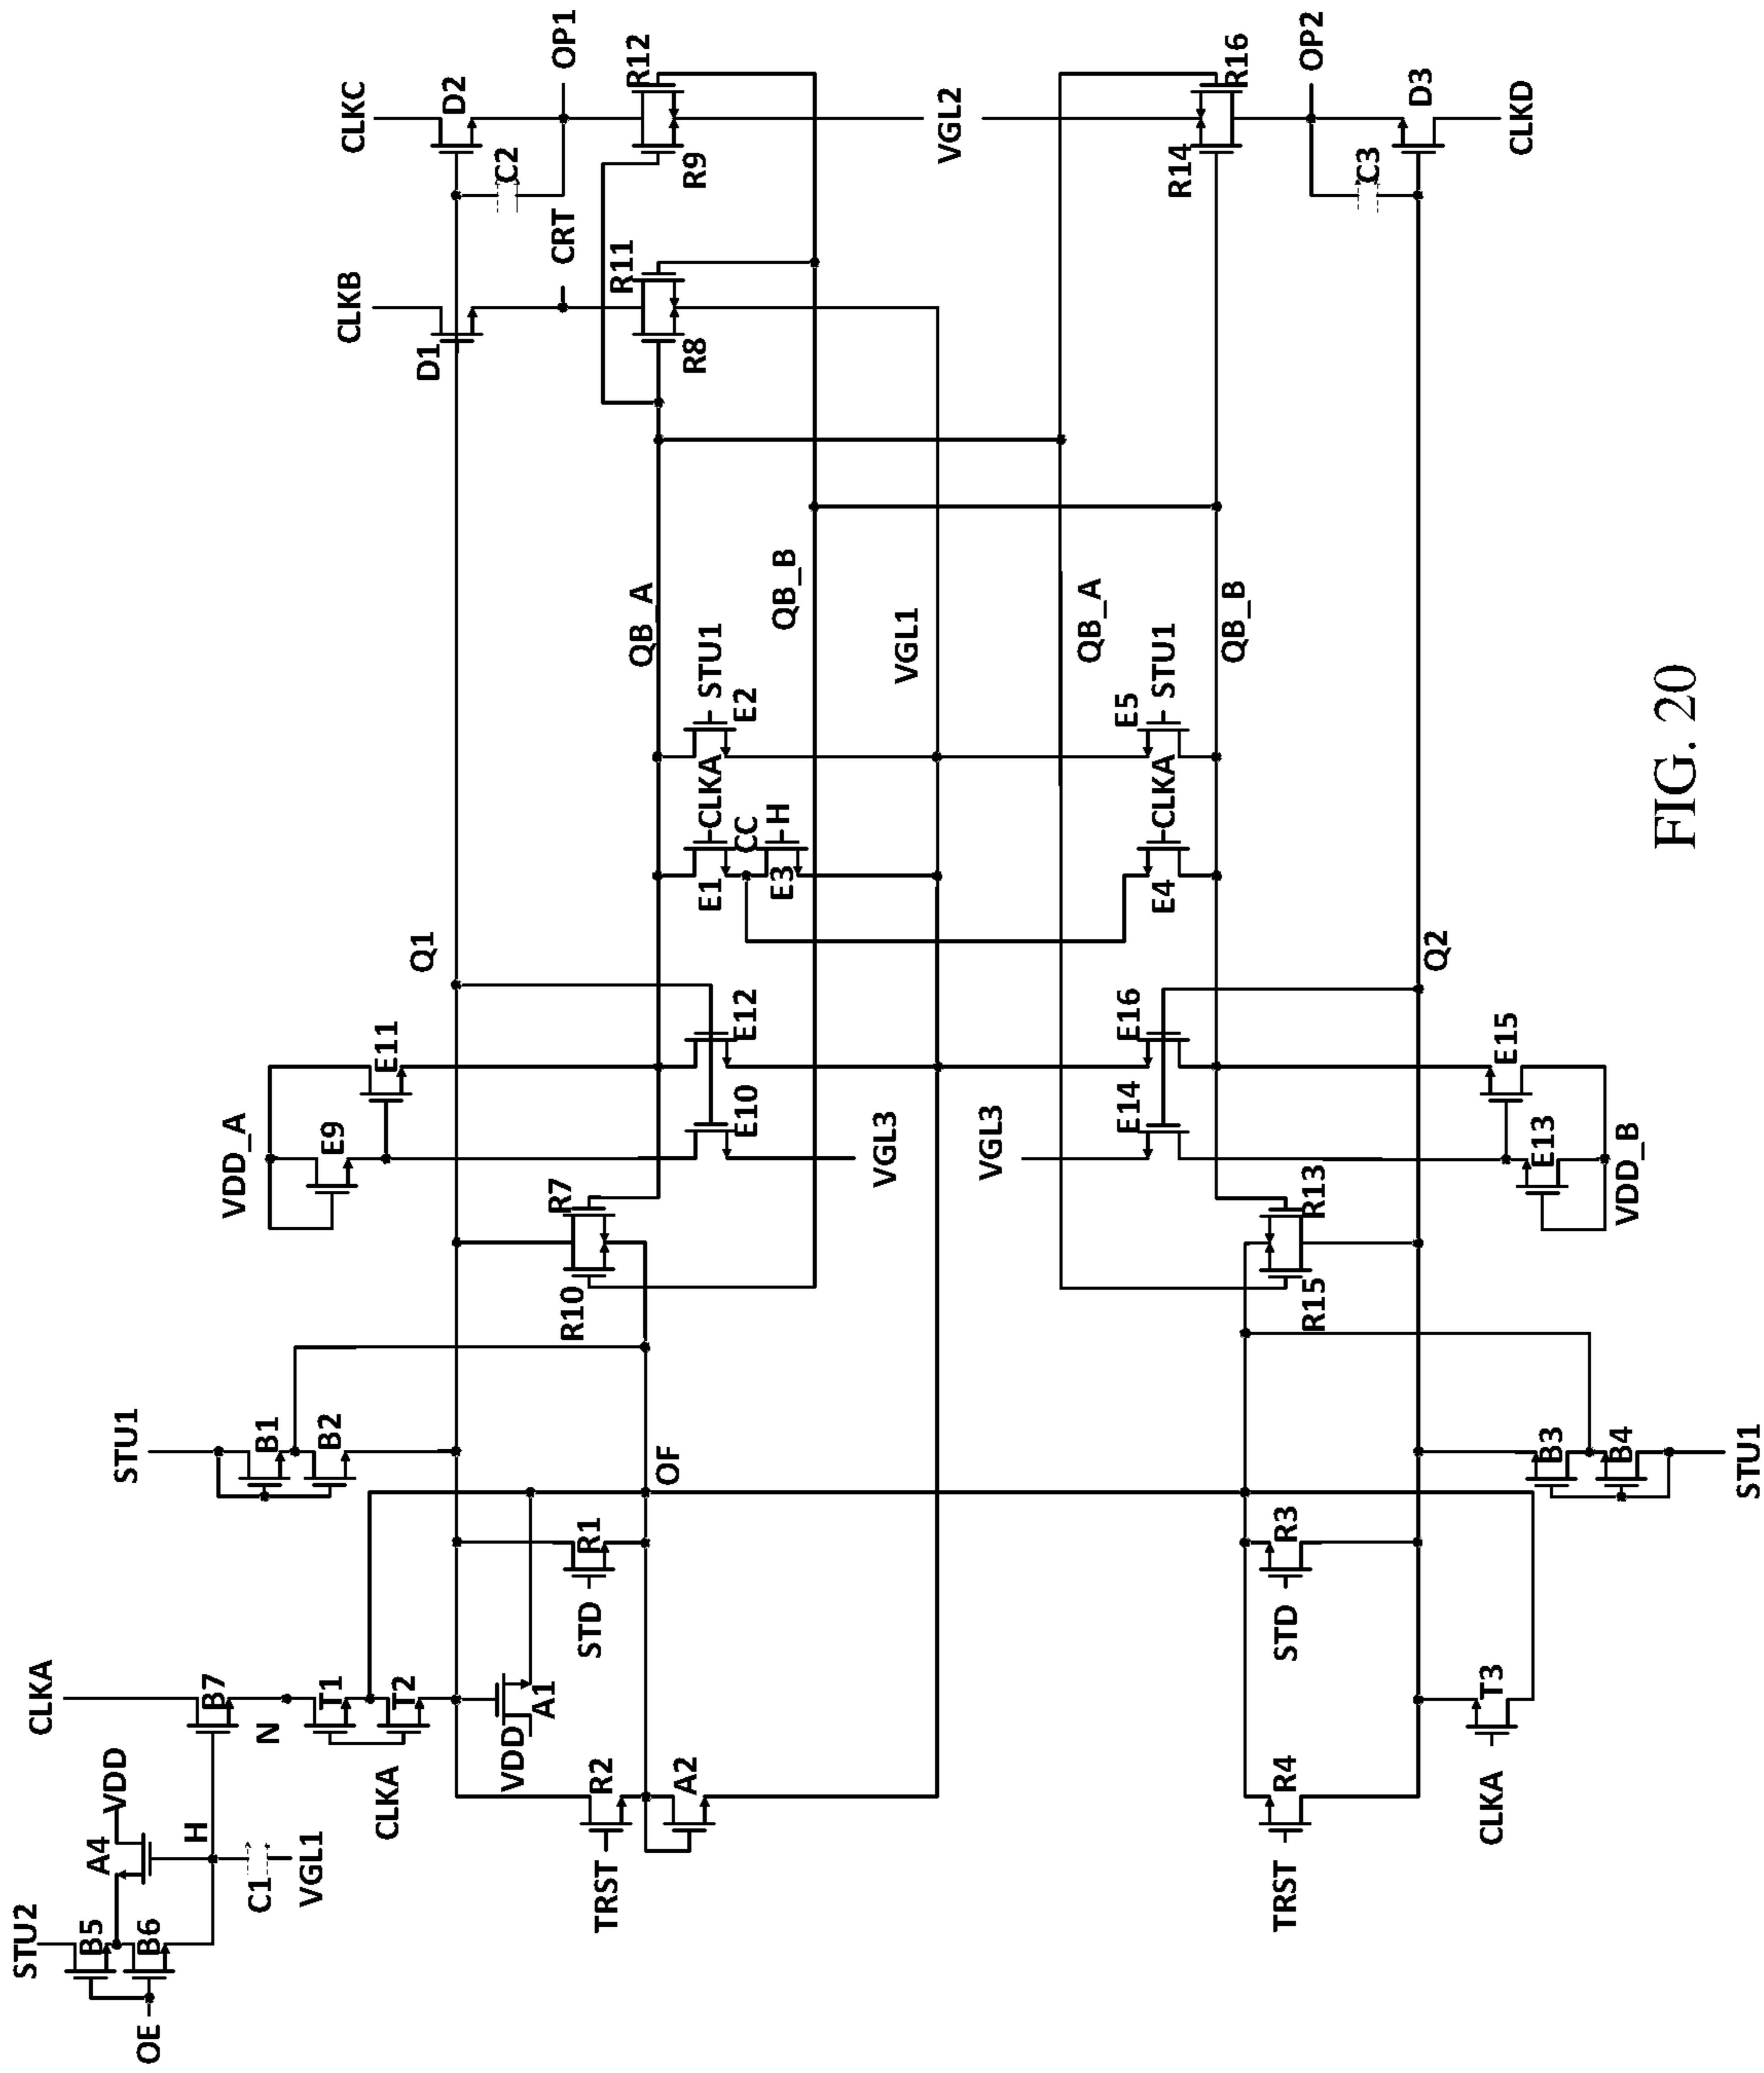 STU2
OE
B5
B6
A4
VDD
H
C1
VGL1
CLKA
B7
N
T1
T2
CLKA
VDD
A1
STU1
B1
B2
VDD_A
E9
E11
Q1
CLKB
D1
CLKC
D2
C2
OP1
CRT
TRST
R2
A2
STD
R1
OF
R10
R7
E10
E12
VGL3
QB_A
E1
CLKA
CC
E3
H
E2
STU1
QB_B
VGL1
R8
R11
R9
R12
VGL2
TRST
R4
STD
R3
CLKA
T3
B3
B4
STU1
R15
R13
VGL3
E14
E16
E13
E15
VDD_B
Q2
E4
CLKA
E5
STU1
QB_A
QB_B
R14
R16
OP2
C3
D3
CLKD
FIG. 20